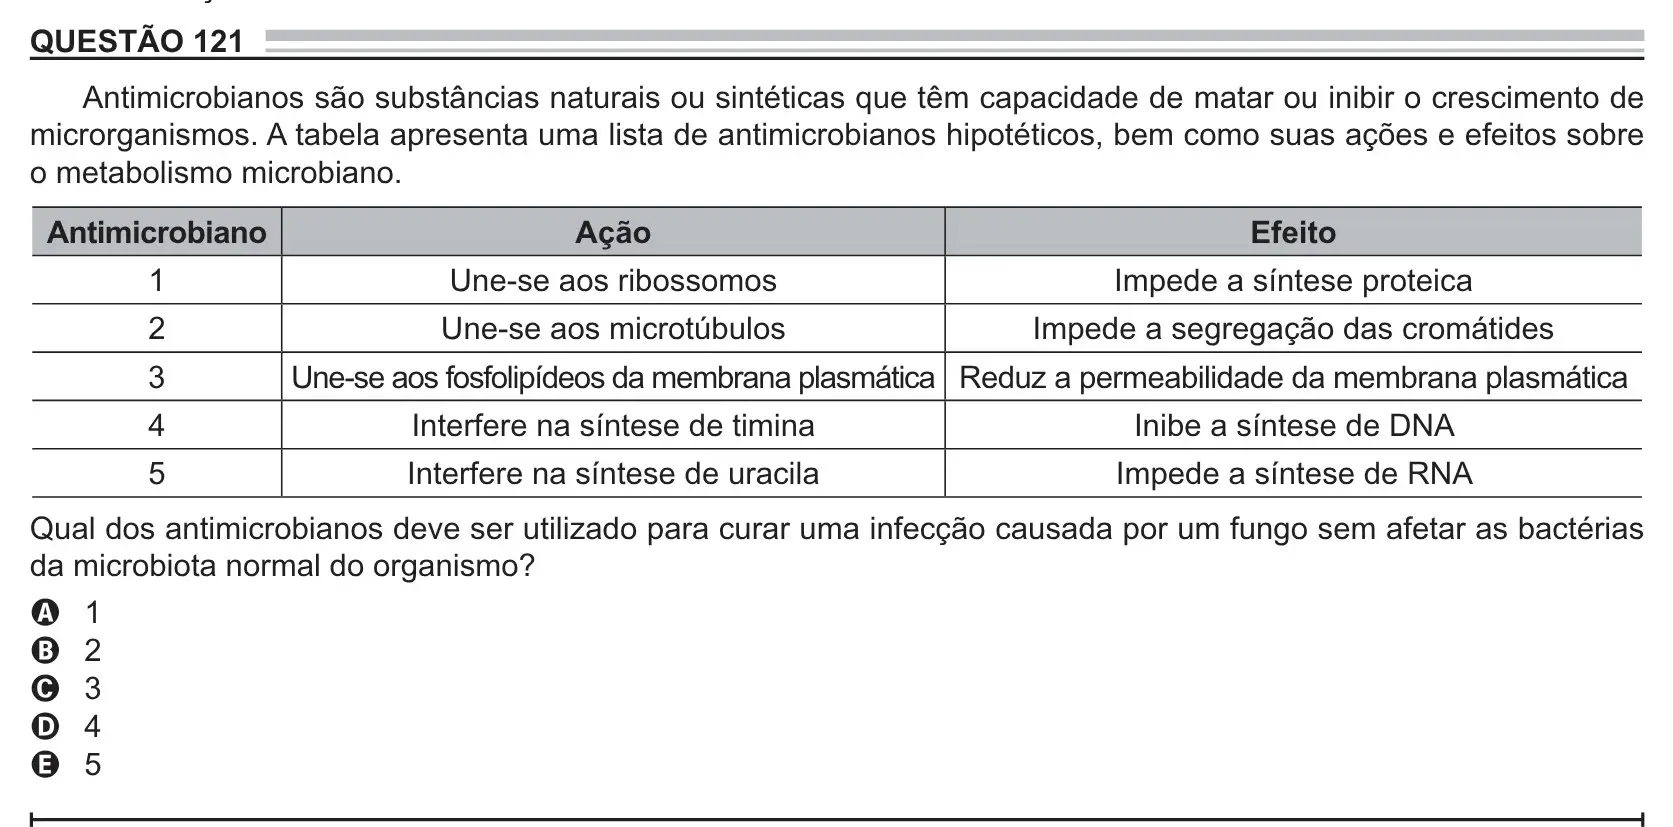 QUESTÃO 121
Antimicrobianos são substâncias naturais ou sintéticas que têm capacidade de matar ou inibir o crescimento de
microrganismos. A tabela apresenta uma lista de antimicrobianos hipotéticos, bem como suas ações e efeitos sobre
o metabolismo microbiano.
Antimicrobiano Ação Efeito
1 Une-se aos ribossomos Impede a síntese proteica
2 Une-se aos microtúbulos Impede a segregação das cromátides
3 Une-se aos fosfolipídeos da membrana plasmática Reduz a permeabilidade da membrana plasmática
4 Interfere na síntese de timina Inibe a síntese de DNA
5 Interfere na síntese de uracila Impede a síntese de RNA
Qual dos antimicrobianos deve ser utilizado para curar uma infecção causada por um fungo sem afetar as bactérias
da microbiota normal do organismo?
A 1
B 2
C 3
D 4
E 5